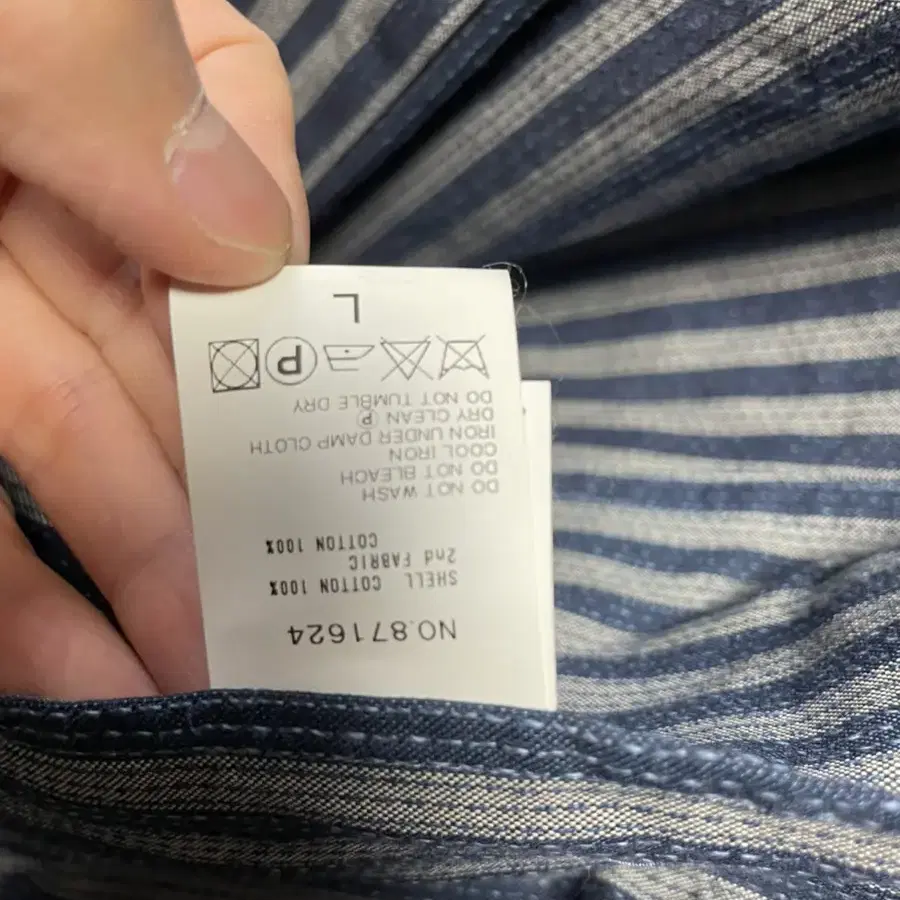 NO.871624
SHELL COTTON 100%
2nd FABRIC
COTTON 100%
DO NOT WASH
DO NOT BLEACH
COOL IRON
IRON UNDER DAMP CLOTH
DRY CLEAN Ⓟ
DO NOT TUMBLE DRY
P
L